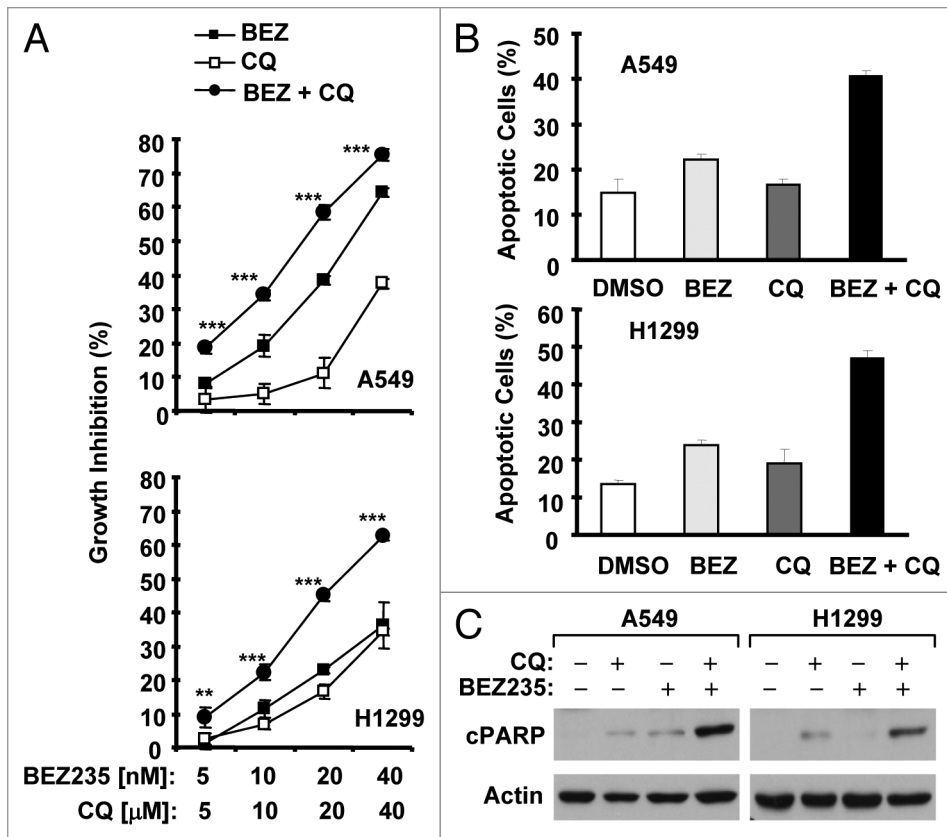 A
BEZ
CQ
BEZ + CQ
Growth Inhibition (%)
80
70
60
50
40
30
20
10
0
***
***
***
***
A549
80
70
60
50
40
30
20
10
0
**
***
***
***
H1299
BEZ235 [nM]: 5 10 20 40
CQ [μM]: 5 10 20 40
B
Apoptotic Cells (%)
50
40
30
20
10
0
A549
DMSO BEZ CQ BEZ + CQ
Apoptotic Cells (%)
60
50
40
30
20
10
0
H1299
DMSO BEZ CQ BEZ + CQ
C
A549 H1299
CQ: – + – + – + – +
BEZ235: – – + + – – + +
cPARP
Actin